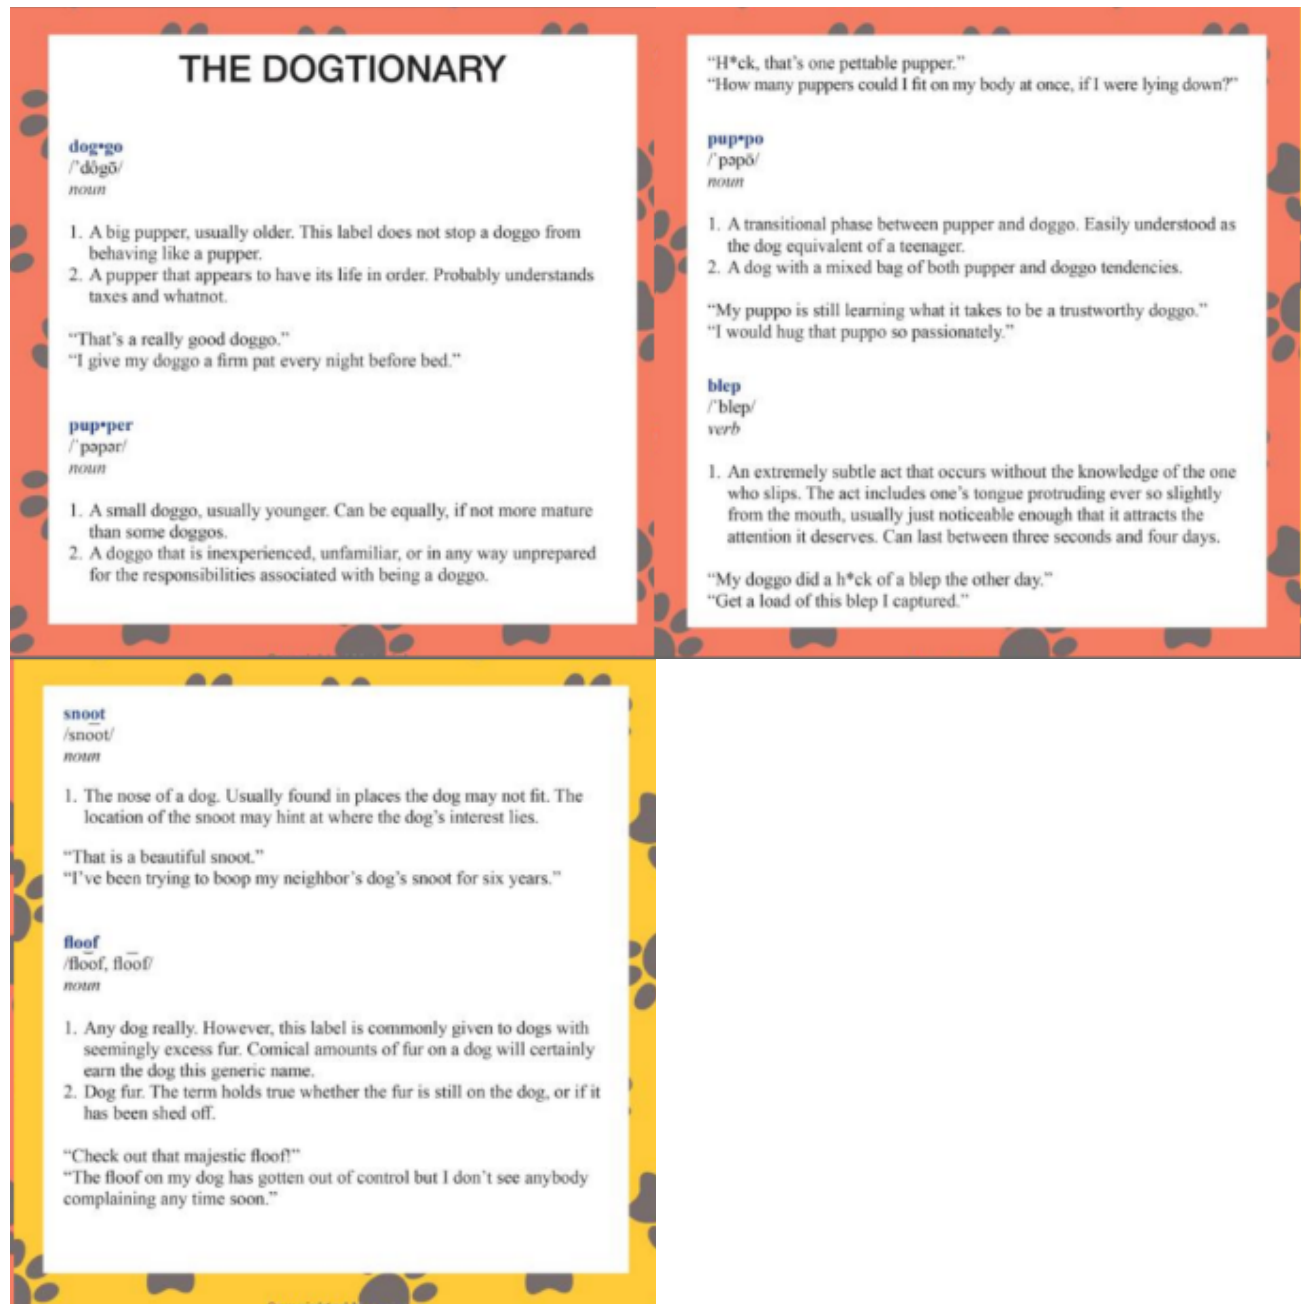 THE DOGTIONARY
dog•go
/ˈdôgō/
noun
1. A big pupper, usually older. This label does not stop a doggo from
behaving like a pupper.
2. A pupper that appears to have its life in order. Probably understands
taxes and whatnot.
“That’s a really good doggo.”
“I give my doggo a firm pat every night before bed.”
pup•per
/ˈpəpər/
noun
1. A small doggo, usually younger. Can be equally, if not more mature
than some doggos.
2. A doggo that is inexperienced, unfamiliar, or in any way unprepared
for the responsibilities associated with being a doggo.
“H*ck, that’s one pettable pupper.”
“How many puppers could I fit on my body at once, if I were lying down?”
pup•po
/ˈpəpō/
noun
1. A transitional phase between pupper and doggo. Easily understood as
the dog equivalent of a teenager.
2. A dog with a mixed bag of both pupper and doggo tendencies.
“My puppo is still learning what it takes to be a trustworthy doggo.”
“I would hug that puppo so passionately.”
blep
/ˈblep/
verb
1. An extremely subtle act that occurs without the knowledge of the one
who slips. The act includes one’s tongue protruding ever so slightly
from the mouth, usually just noticeable enough that it attracts the
attention it deserves. Can last between three seconds and four days.
“My doggo did a h*ck of a blep the other day.”
“Get a load of this blep I captured.”
snoot
/sno͞ot/
noun
1. The nose of a dog. Usually found in places the dog may not fit. The
location of the snoot may hint at where the dog’s interest lies.
“That is a beautiful snoot.”
“I’ve been trying to boop my neighbor’s dog’s snoot for six years.”
floof
/flo͞of, flo͞of/
noun
1. Any dog really. However, this label is commonly given to dogs with
seemingly excess fur. Comical amounts of fur on a dog will certainly
earn the dog this generic name.
2. Dog fur. The term holds true whether the fur is still on the dog, or if it
has been shed off.
“Check out that majestic floof!”
“The floof on my dog has gotten out of control but I don’t see anybody
complaining any time soon.”